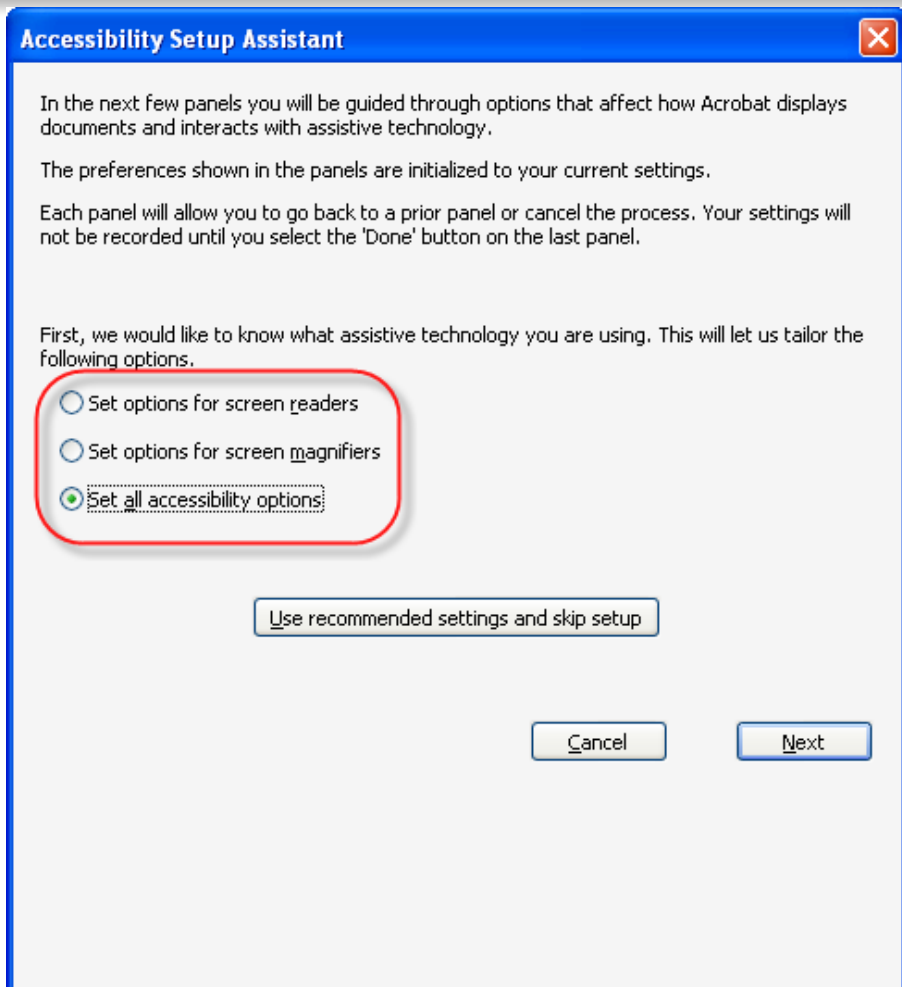 Accessibility Setup Assistant
In the next few panels you will be guided through options that affect how Acrobat displays
documents and interacts with assistive technology.
The preferences shown in the panels are initialized to your current settings.
Each panel will allow you to go back to a prior panel or cancel the process. Your settings will
not be recorded until you select the 'Done' button on the last panel.
First, we would like to know what assistive technology you are using. This will let us tailor the
following options.
Set options for screen readers
Set options for screen magnifiers
Set all accessibility options
Use recommended settings and skip setup
Cancel
Next